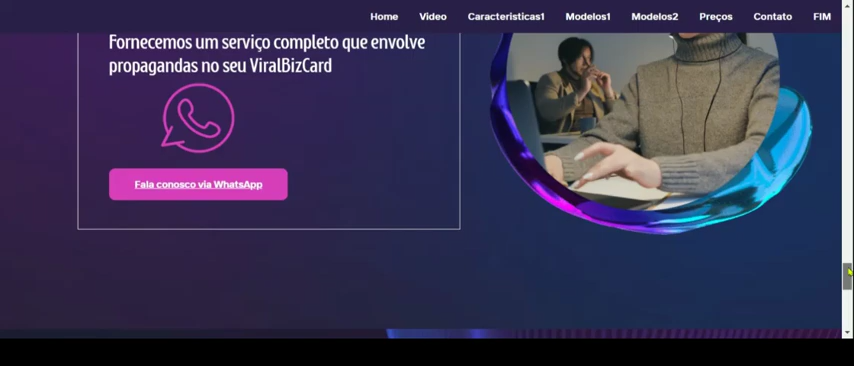 Home Video Caracteristicas1 Modelos1 Modelos2 Preços Contato FIM
Fornecemos um serviço completo que envolve
propagandas no seu ViralBizCard
Fala conosco via WhatsApp